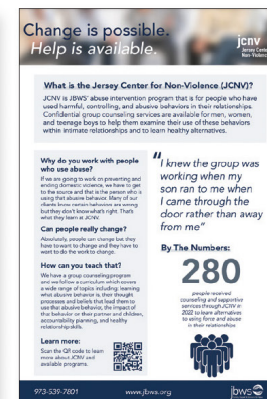 Change is possible.
Help is available.
jcnv
Jersey Center
Non-Violence
What is the Jersey Center for Non-Violence (JCNV)?
JCNV is JBWS' abuse intervention program that is for people who have
used harmful, controlling, and abusive behaviors in their relationships.
Confidential group counseling services are available for men, women,
and teenage boys to help them examine their use of these behaviors
within intimate relationships and to learn healthy alternatives.
Why do you work with people
who use abuse?
If we are going to work on preventing and
ending domestic violence, we have to get
to the source and that is the person who is
using that abusive behavior. Many of our
clients know certain behaviors are wrong
but they don't know what's right. That's
what they learn at JCNV.
Can people really change?
Absolutely, people can change but they
have to want to change and they have to
want to do the work to change.
How can you teach that?
We have a group counseling program
and we follow a curriculum which covers
a wide range of topics including: learning
what abusive behavior is, their thought
processes and beliefs that lead them to
use that abusive behavior, the impact of
this behavior on their partner and children,
accountability planning, and healthy
relationship skills.
Learn more:
Scan the QR code to learn
more about JCNV and
available programs.
"I knew the group was
working when my
son ran to me when
I came through the
door rather than away
from me"
By The Numbers:
280
people received
counseling and supportive
services through JCNV in
2022 to learn alternatives
to using force and abuse
in their relationships
973-539-7801
www.jbws.org
jbws